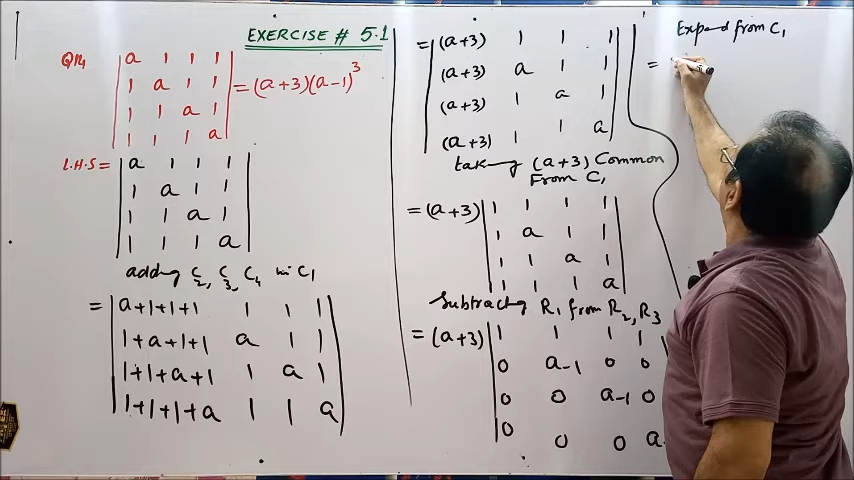 EXERCISE # 5.1
Q14
| a 1 1 1 |
| 1 a 1 1 |
| 1 1 a 1 | = (a+3)(a-1)³
| 1 1 1 a |
L.H.S =
| a 1 1 1 |
| 1 a 1 1 |
| 1 1 a 1 |
| 1 1 1 a |
adding C₂, C₃, C₄ in C₁
= | a+1+1+1 1 1 1 |
| 1+a+1+1 a 1 1 |
| 1+1+a+1 1 a 1 |
| 1+1+1+a 1 1 a |
= | (a+3) 1 1 1 |
| (a+3) a 1 1 |
| (a+3) 1 a 1 |
| (a+3) 1 1 a |
taking (a+3) Common
From C₁
= (a+3) | 1 1 1 1 |
| 1 a 1 1 |
| 1 1 a 1 |
| 1 1 1 a |
Subtracting R₁ from R₂, R₃
= (a+3) | 1 1 1 1 |
| 0 a-1 0 0
| 0 0 a-1 0
| 0 0 0 a-
Expand from C₁
=